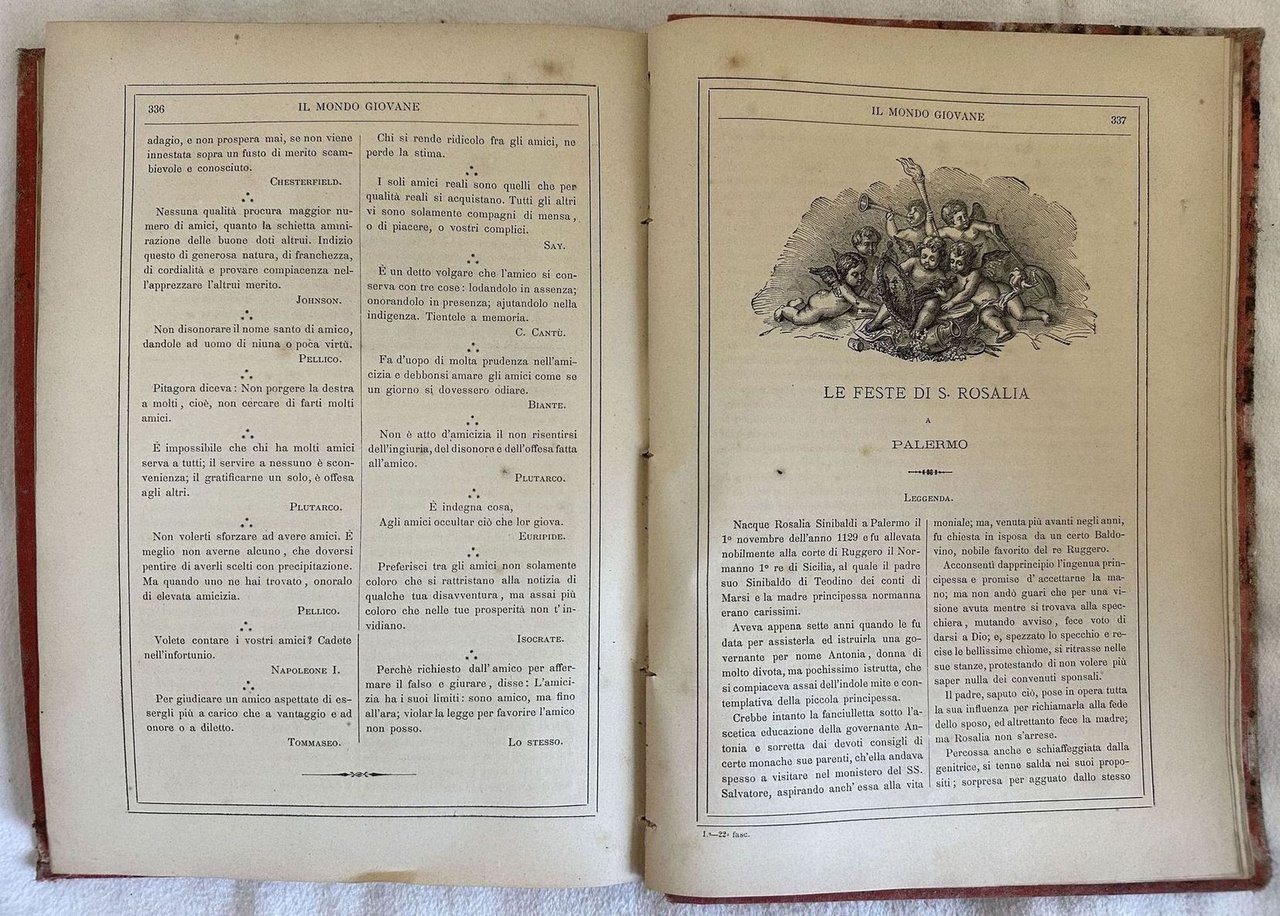 336
IL MONDO GIOVANE
adagio, e non prospera mai, se non viene
innestata sopra un fusto di merito scam-
bievole e conosciuto.
CHESTERFIELD.
Nessuna qualità procura maggior nu-
mero di amici, quanto la schietta ammi-
razione delle buone doti altrui. Indizio
questo di generosa natura, di franchezza,
di cordialità e provare compiacenza nel-
l'apprezzare l'altrui merito.
JOHNSON.
Non disonorare il nome santo di amico,
dandole ad uomo di niuna o poca virtù.
PELLICO.
Pitagora diceva: Non porgere la destra
a molti, cioè, non cercare di farti molti
amici.
È impossibile che chi ha molti amici
serva a tutti; il servire a nessuno è scon-
venienza; il gratificarne un solo, è offesa
agli altri.
PLUTARCO.
Non volerti sforzare ad avere amici. È
meglio non averne alcuno, che doversi
pentire di averli scelti con precipitazione.
Ma quando uno ne hai trovato, onoralo
di elevata amicizia.
PELLICO.
Volete contare i vostri amici? Cadete
nell'infortunio.
NAPOLEONE I.
Per giudicare un amico aspettate di es-
sergli più a carico che a vantaggio e ad
onore o a diletto.
TOMMASEO.
Chi si rende ridicolo fra gli amici, ne
perde la stima.
I soli amici reali sono quelli che per
qualità reali si acquistano. Tutti gli altri
vi sono solamente compagni di mensa,
o di piacere, o vostri complici.
SAY.
È un detto volgare che l'amico si con-
serva con tre cose: lodandolo in assenza;
onorandolo in presenza; ajutandolo nella
indigenza. Tientele a memoria.
C. CANTÙ.
Fa d'uopo di molta prudenza nell'ami-
cizia e debbonsi amare gli amici come se
un giorno si dovessero odiare.
BIANTE.
Non è atto d'amicizia il non risentirsi
dell'ingiuria, del disonore e dell'offesa fatta
all'amico.
PLUTARCO.
È indegna cosa,
Agli amici occultar ciò che lor giova.
EURIPIDE.
Preferisci tra gli amici non solamente
coloro che si rattristano alla notizia di
qualche tua disavventura, ma assai più
coloro che nelle tue prosperità non t'in-
vidiano.
ISOCRATE.
Perchè richiesto dall'amico per affer-
mare il falso e giurare, disse: L'amici-
zia ha i suoi limiti: sono amico, ma fino
all'ara; violar la legge per favorire l'amico
non posso.
LO STESSO.
IL MONDO GIOVANE
337
LE FESTE DI S. ROSALIA
A
PALERMO
LEGGENDA.
Nacque Rosalia Sinibaldi a Palermo il
1º novembre dell'anno 1129 e fu allevata
nobilmente alla corte di Ruggero il Nor-
manno 1º re di Sicilia, al quale il padre
suo Sinibaldo di Teodino dei conti di
Marsi e la madre principessa normanna
erano carissimi.
Aveva appena sette anni quando le fu
data per assisterla ed istruirla una go-
vernante per nome Antonia, donna di
molto divota, ma pochissimo istrutta, che
si compiaceva assai dell'indole mite e con-
templativa della piccola principessa.
Crebbe intanto la fanciulletta sotto l'a-
scetica educazione della governante An-
tonia e sorretta dai devoti consigli di
certe monache sue parenti, ch'ella andava
spesso a visitare nel monistero del SS.
Salvatore, aspirando anch'essa alla vita
moniale; ma, venuta più avanti negli anni,
fu chiesta in isposa da un certo Baldo-
vino, nobile favorito del re Ruggero.
Acconsentì dapprincipio l'ingenua prin-
cipessa e promise d'accettarne la ma-
no; ma non andò guari che per una vi-
sione avuta mentre si trovava alla spec-
chiera, mutando avviso, fece voto di
darsi a Dio; e, spezzato lo specchio e re-
cise le bellissime chiome, si ritrasse nelle
sue stanze, protestando di non volere più
saper nulla dei convenuti sponsali.
Il padre, saputo ciò, pose in opera tutta
la sua influenza per richiamarla alla fede
dello sposo, ed altrettanto fece la madre;
ma Rosalia non s'arrese.
Percossa anche e schiaffeggiata dalla
genitrice, si tenne salda nei suoi propo-
siti; sorpresa per agguato dallo stesso
1.º—22º fasc.